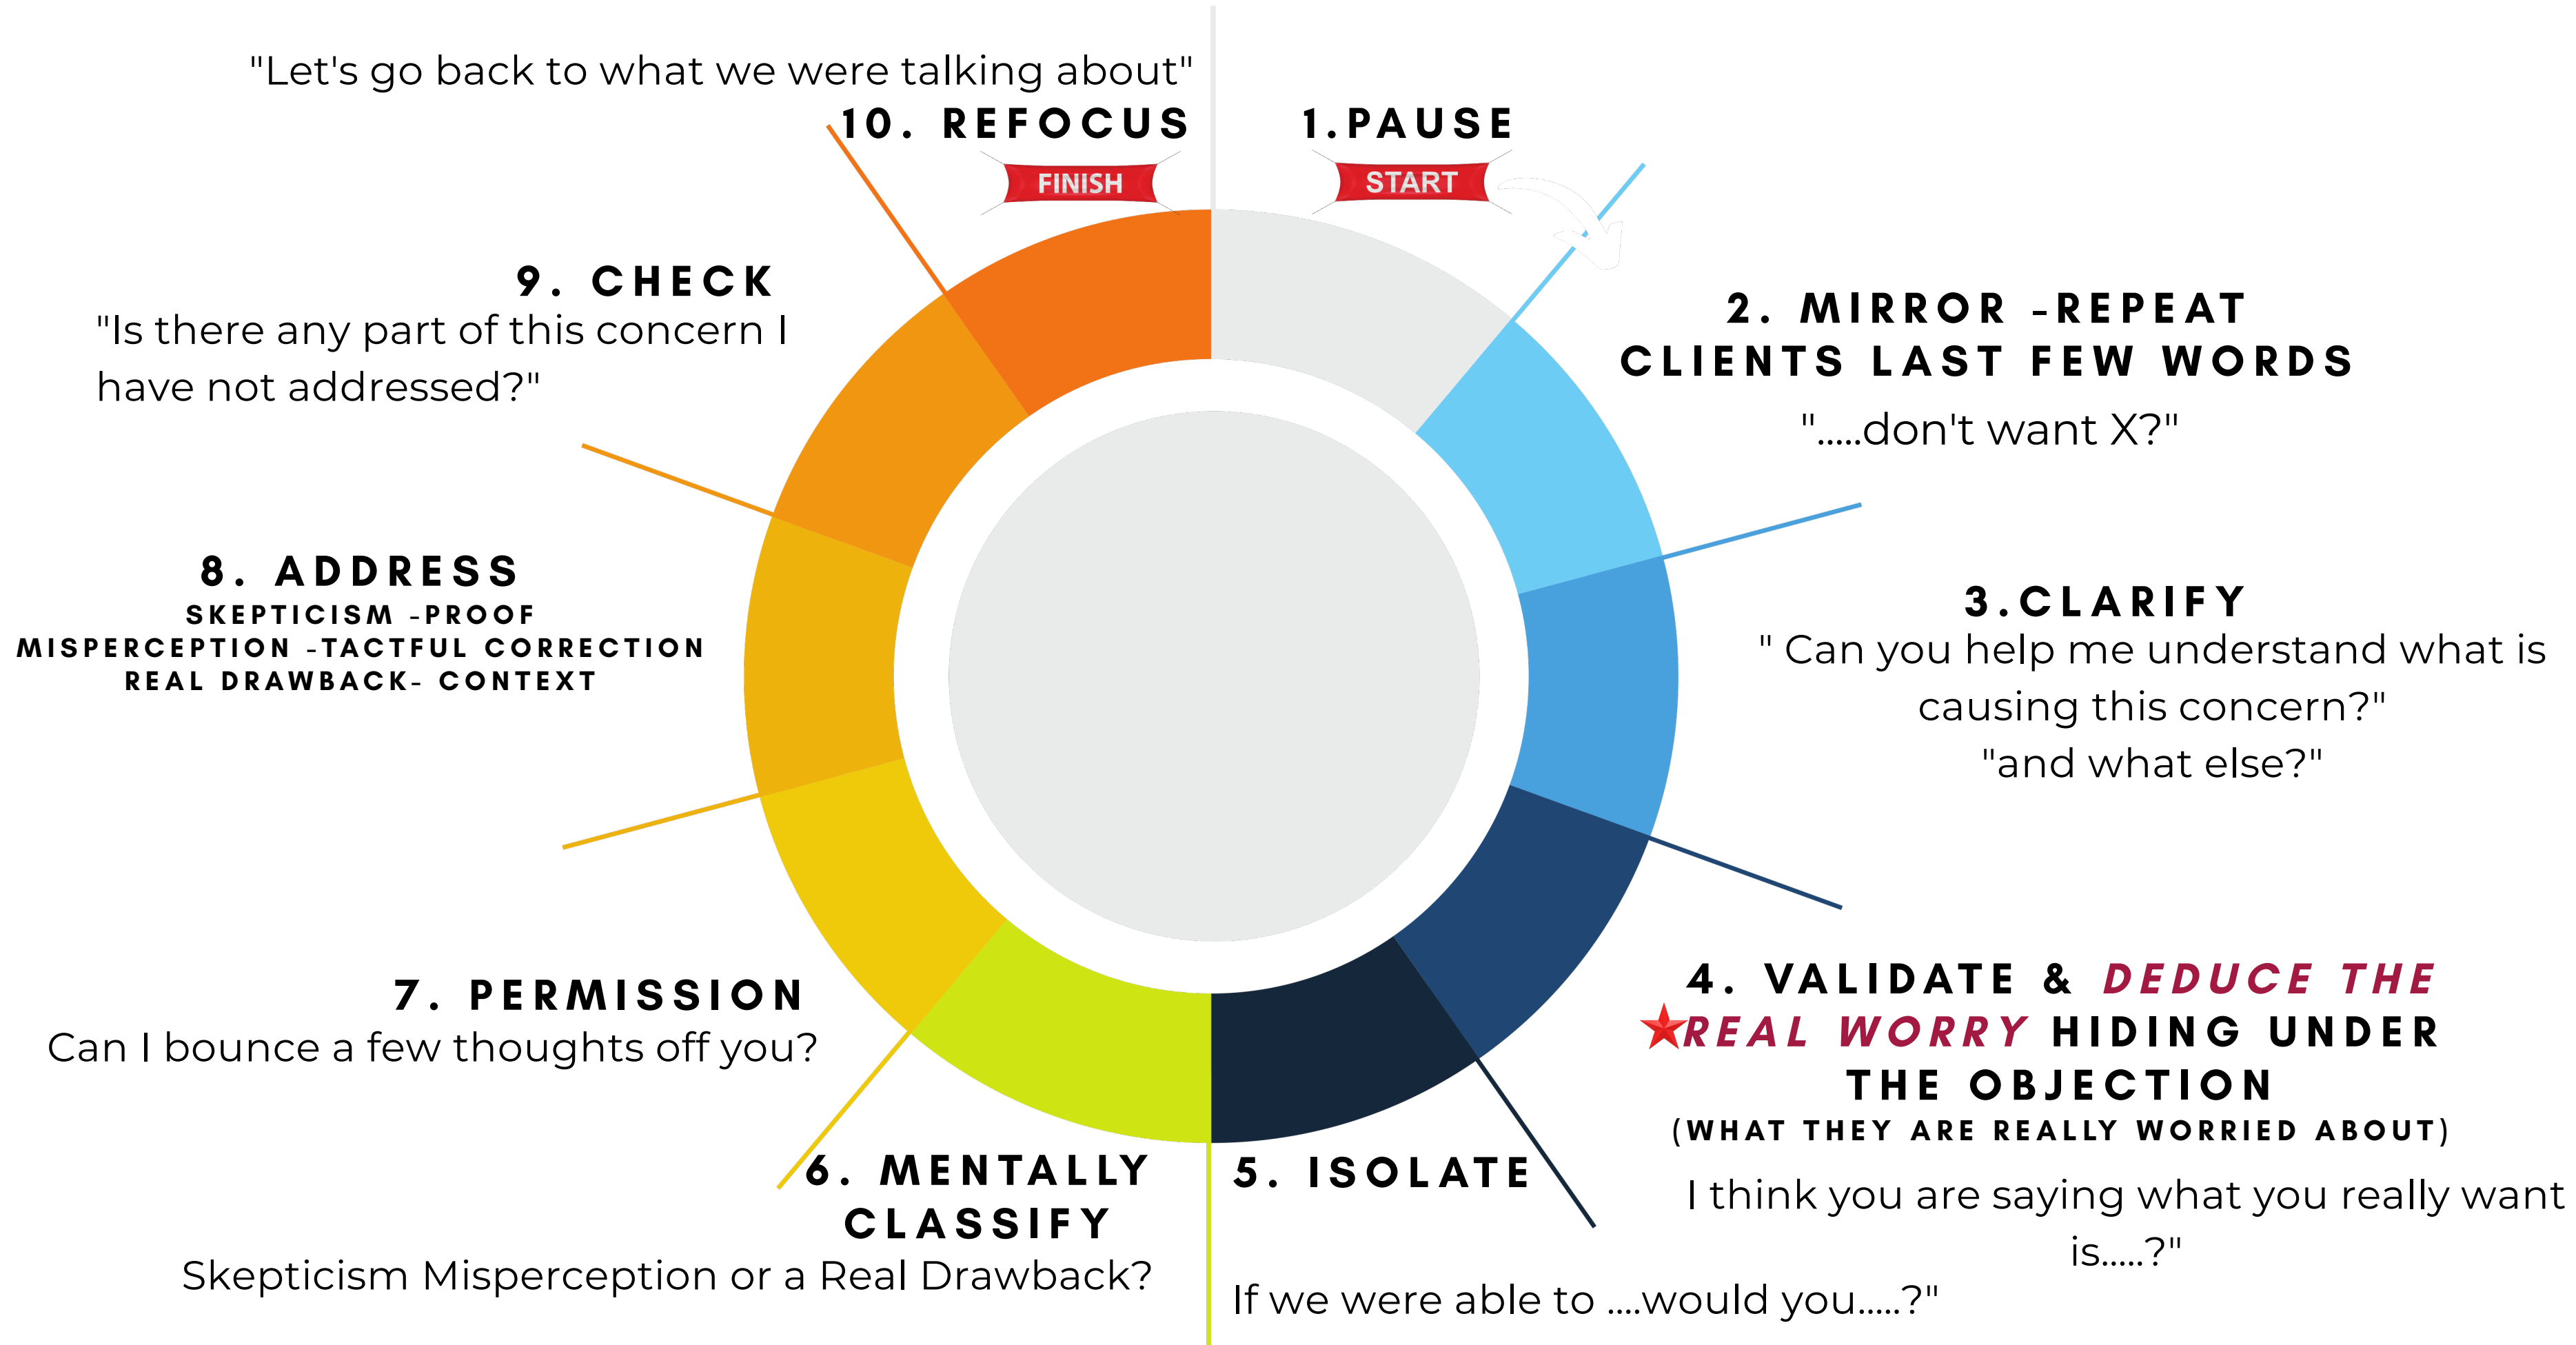 "Let's go back to what we were talking about"
10. REFOCUS
FINISH
1.PAUSE
START
2. MIRROR -REPEAT
CLIENTS LAST FEW WORDS
".....don't want X?"
3.CLARIFY
" Can you help me understand what is
causing this concern?"
"and what else?"
4. VALIDATE & DEDUCE THE
REAL WORRY HIDING UNDER
THE OBJECTION
(WHAT THEY ARE REALLY WORRIED ABOUT)
I think you are saying what you really want
is.....?"
5. ISOLATE
If we were able to ....would you.....?"
6. MENTALLY
CLASSIFY
Skepticism Misperception or a Real Drawback?
7. PERMISSION
Can I bounce a few thoughts off you?
8. ADDRESS
SKEPTICISM -PROOF
MISPERCEPTION -TACTFUL CORRECTION
REAL DRAWBACK- CONTEXT
9. CHECK
"Is there any part of this concern I
have not addressed?"